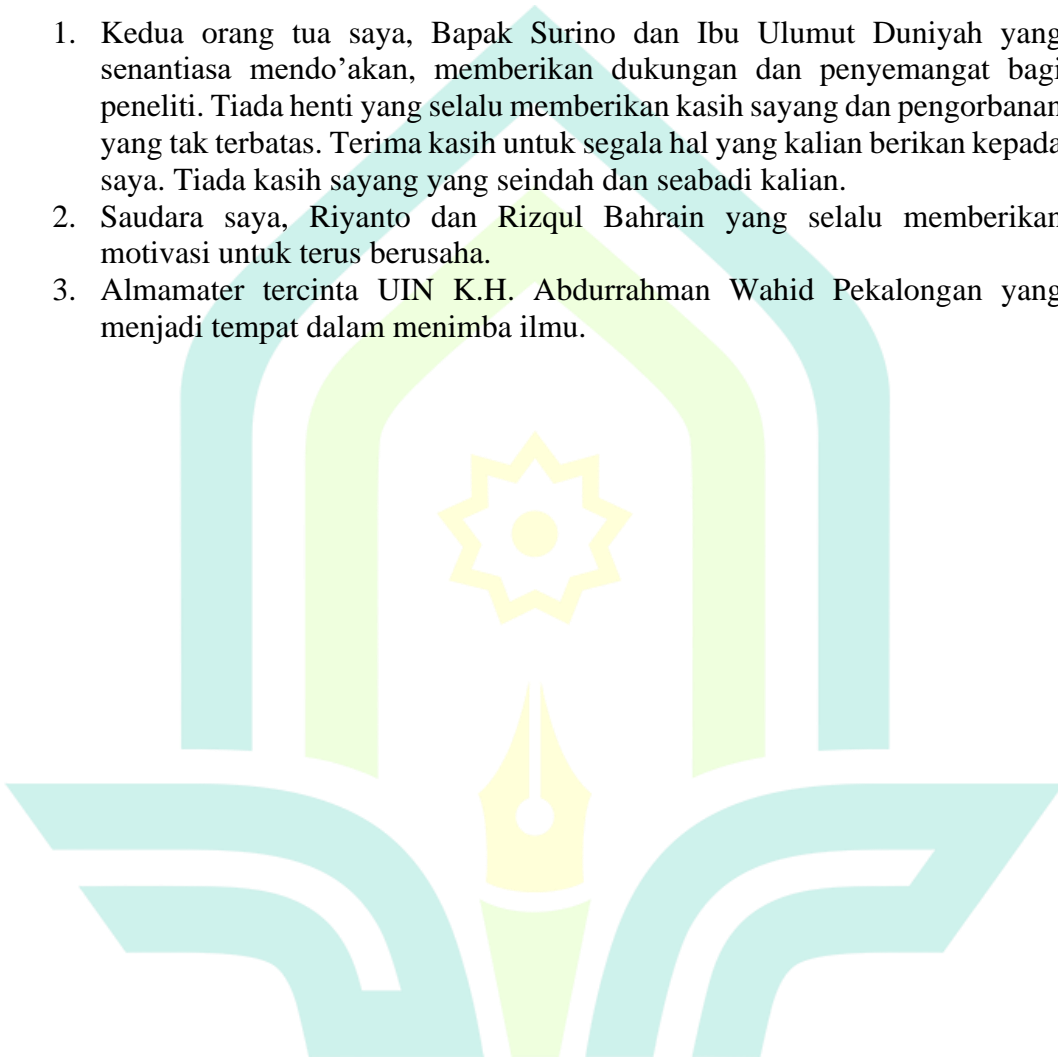 1. Kedua orang tua saya, Bapak Surino dan Ibu Ulumut Duniyah yang
senantiasa mendo’akan, memberikan dukungan dan penyemangat bagi
peneliti. Tiada henti yang selalu memberikan kasih sayang dan pengorbanan
yang tak terbatas. Terima kasih untuk segala hal yang kalian berikan kepada
saya. Tiada kasih sayang yang seindah dan seabadi kalian.
2. Saudara saya, Riyanto dan Rizqul Bahrain yang selalu memberikan
motivasi untuk terus berusaha.
3. Almamater tercinta UIN K.H. Abdurrahman Wahid Pekalongan yang
menjadi tempat dalam menimba ilmu.